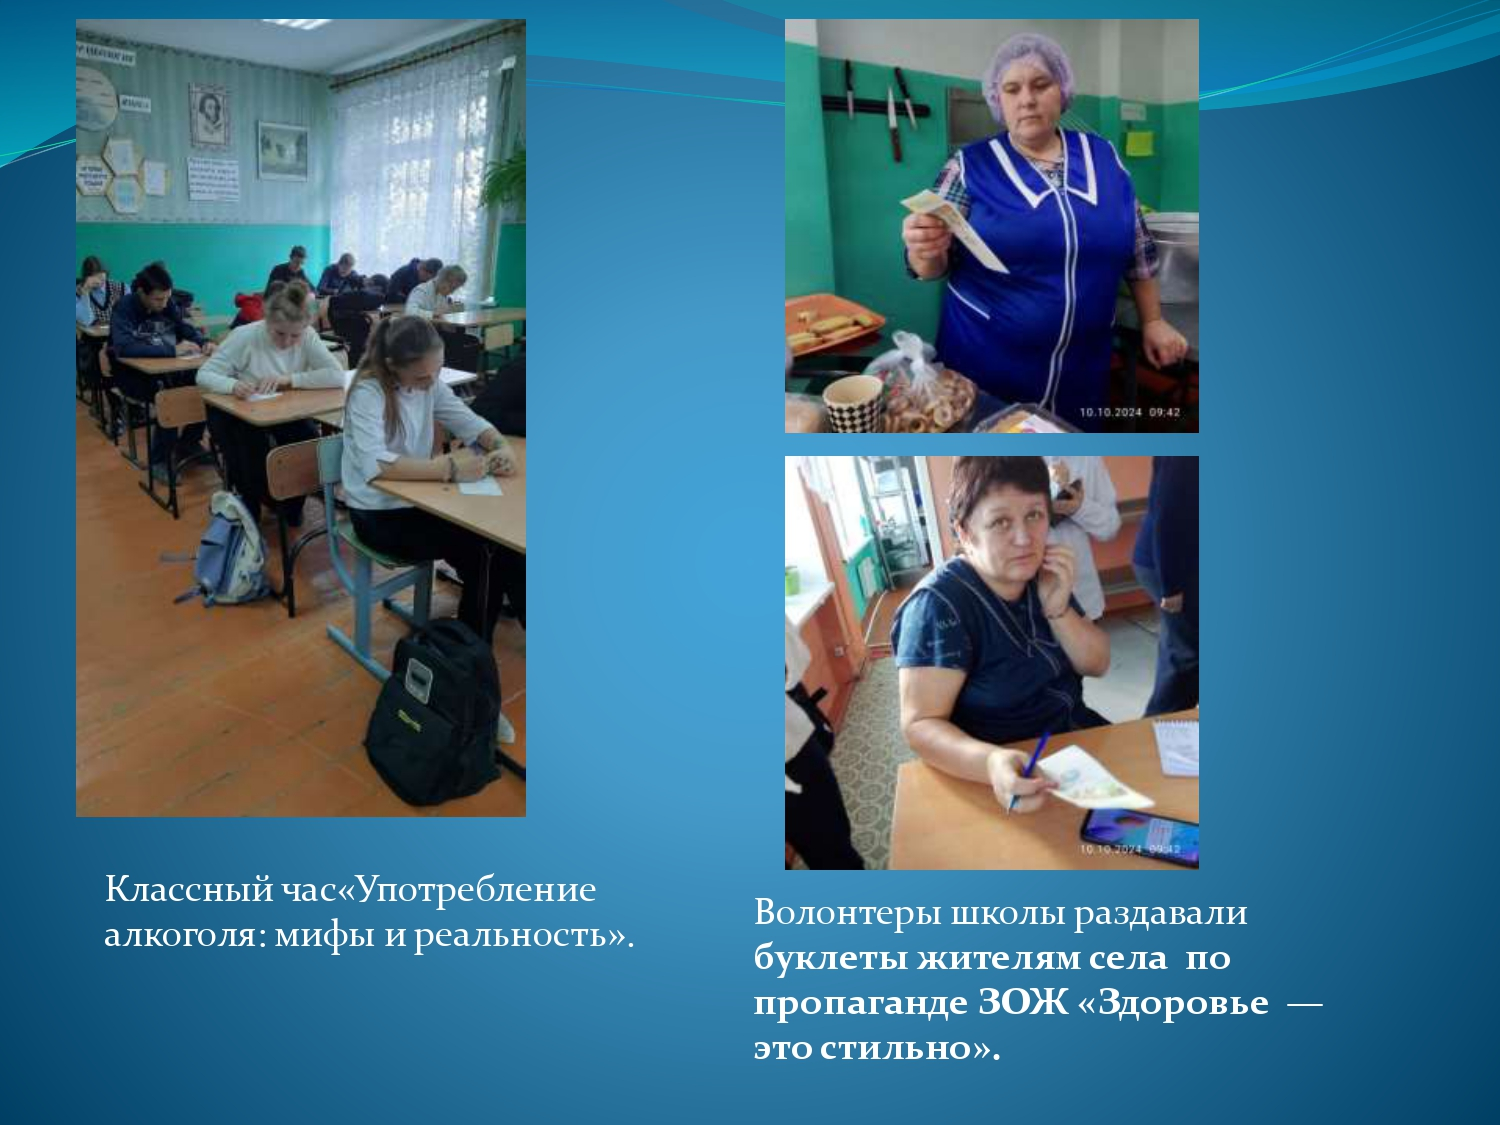 10.10.2024 09:42
10.10.2024 09:42
Классный час«Употребление
алкоголя: мифы и реальность».
Волонтеры школы раздавали
буклеты жителям села по
пропаганде ЗОЖ «Здоровье —
это стильно».